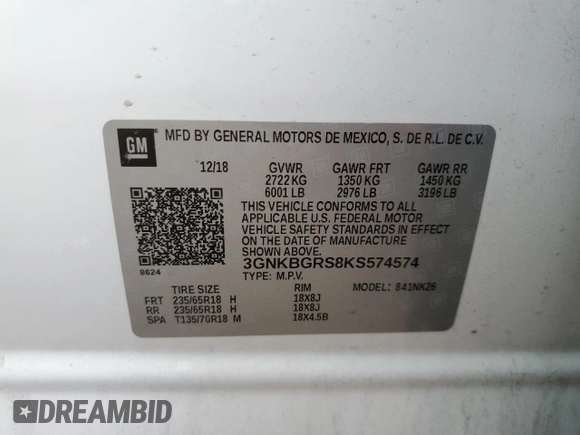 GM
MFD BY GENERAL MOTORS DE MEXICO, S. DE R.L. DE C.V.
12/18 GVWR GAWR FRT GAWR RR
2722 KG 1350 KG 1450 KG
6001 LB 2976 LB 3196 LB
THIS VEHICLE CONFORMS TO ALL
APPLICABLE U.S. FEDERAL MOTOR
VEHICLE SAFETY STANDARDS IN EFFECT
ON THE DATE OF MANUFACTURE
SHOWN ABOVE.
8624
3GNKBGRS8KS574574
TYPE: M.P.V. MODEL: 841NK26
TIRE SIZE RIM
FRT 235/65R18 H 18X8J
RR 235/65R18 H 18X8J
SPA T135/70R18 M 18X4.5B
DREAMBID